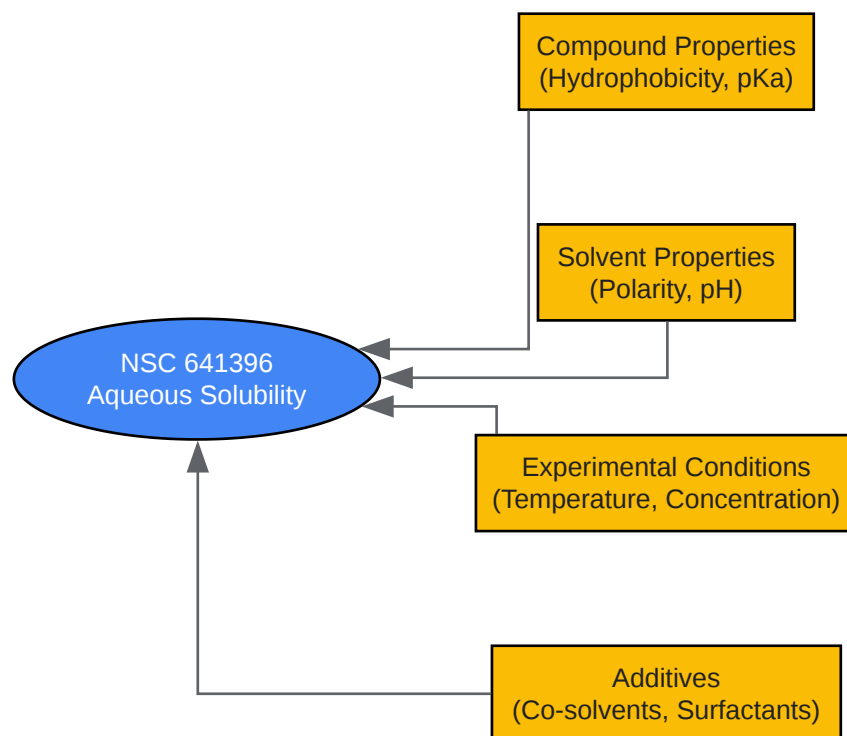 Compound Properties
(Hydrophobicity, pKa)
Solvent Properties
(Polarity, pH)
NSC 641396
Aqueous Solubility
Experimental Conditions
(Temperature, Concentration)
Additives
(Co-solvents, Surfactants)